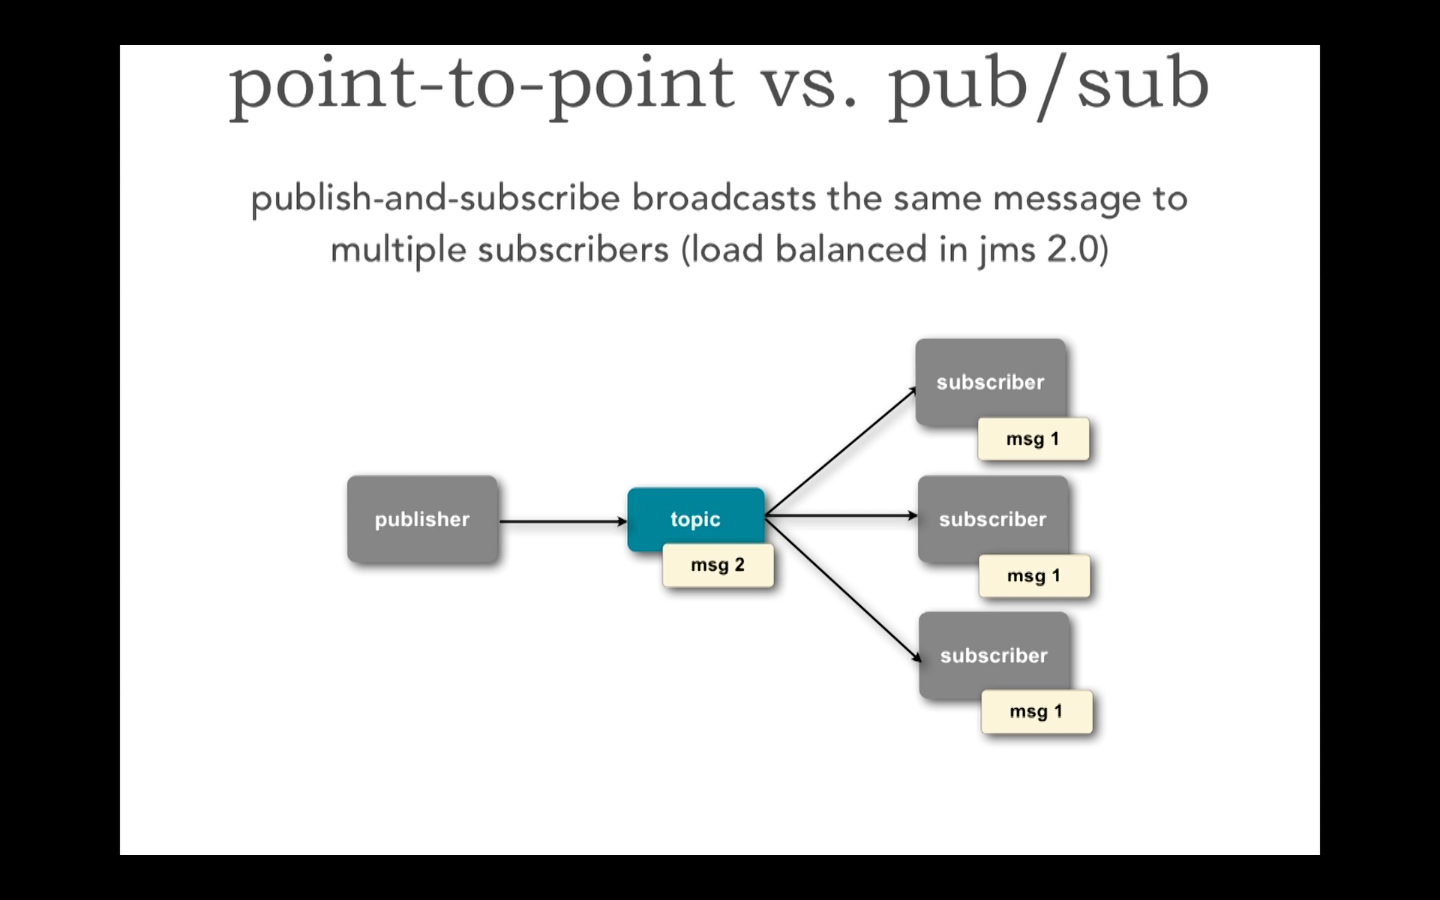 point-to-point vs. pub/sub
publish-and-subscribe broadcasts the same message to
multiple subscribers (load balanced in jms 2.0)
subscriber
msg 1
publisher
topic
msg 2
subscriber
msg 1
subscriber
msg 1